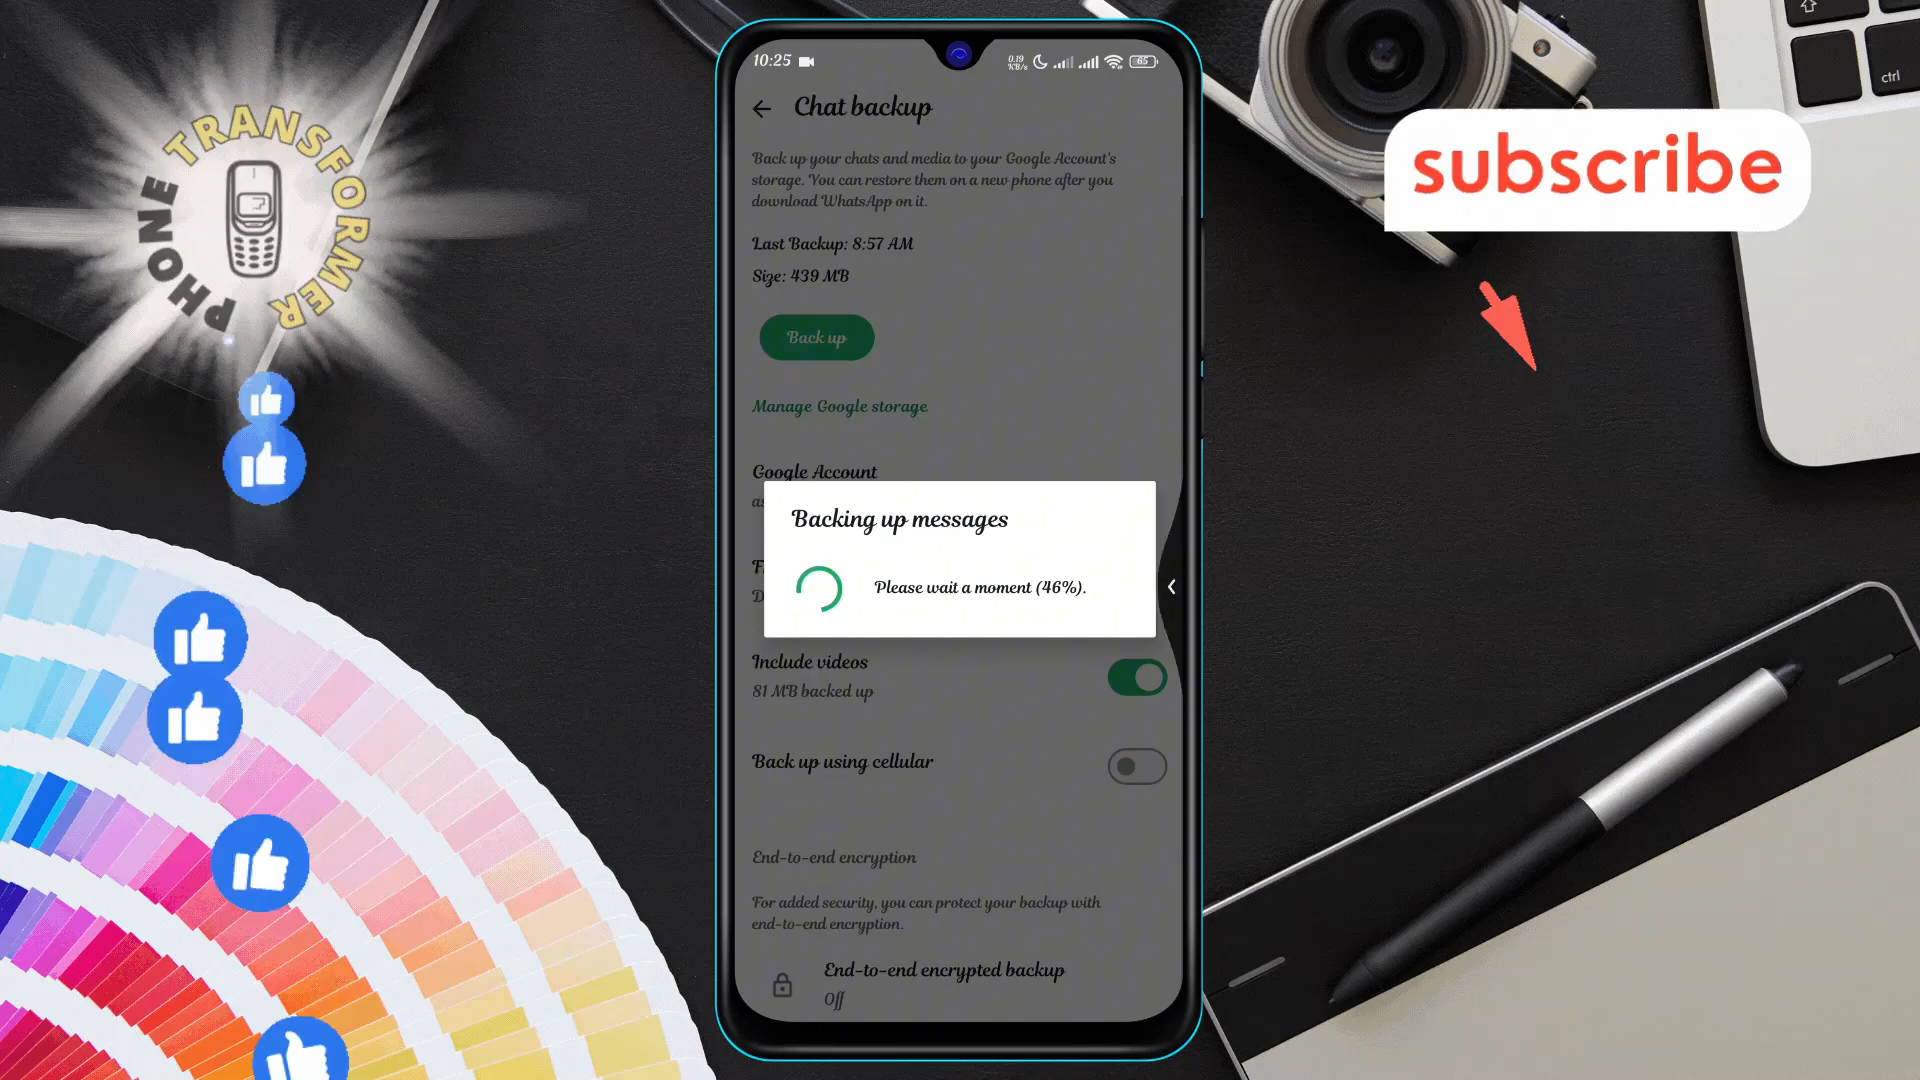 PHONE TRANSFORMER
subscribe
ctrl
10:25
0.19
KB/s
65
Chat backup
Back up your chats and media to your Google Account's
storage. You can restore them on a new phone after you
download WhatsApp on it.
Last Backup: 8:57 AM
Size: 439 MB
Back up
Manage Google storage
Google Account
Backing up messages
Please wait a moment (46%).
Include videos
81 MB backed up
Back up using cellular
End-to-end encryption
For added security, you can protect your backup with
end-to-end encryption.
End-to-end encrypted backup
Off